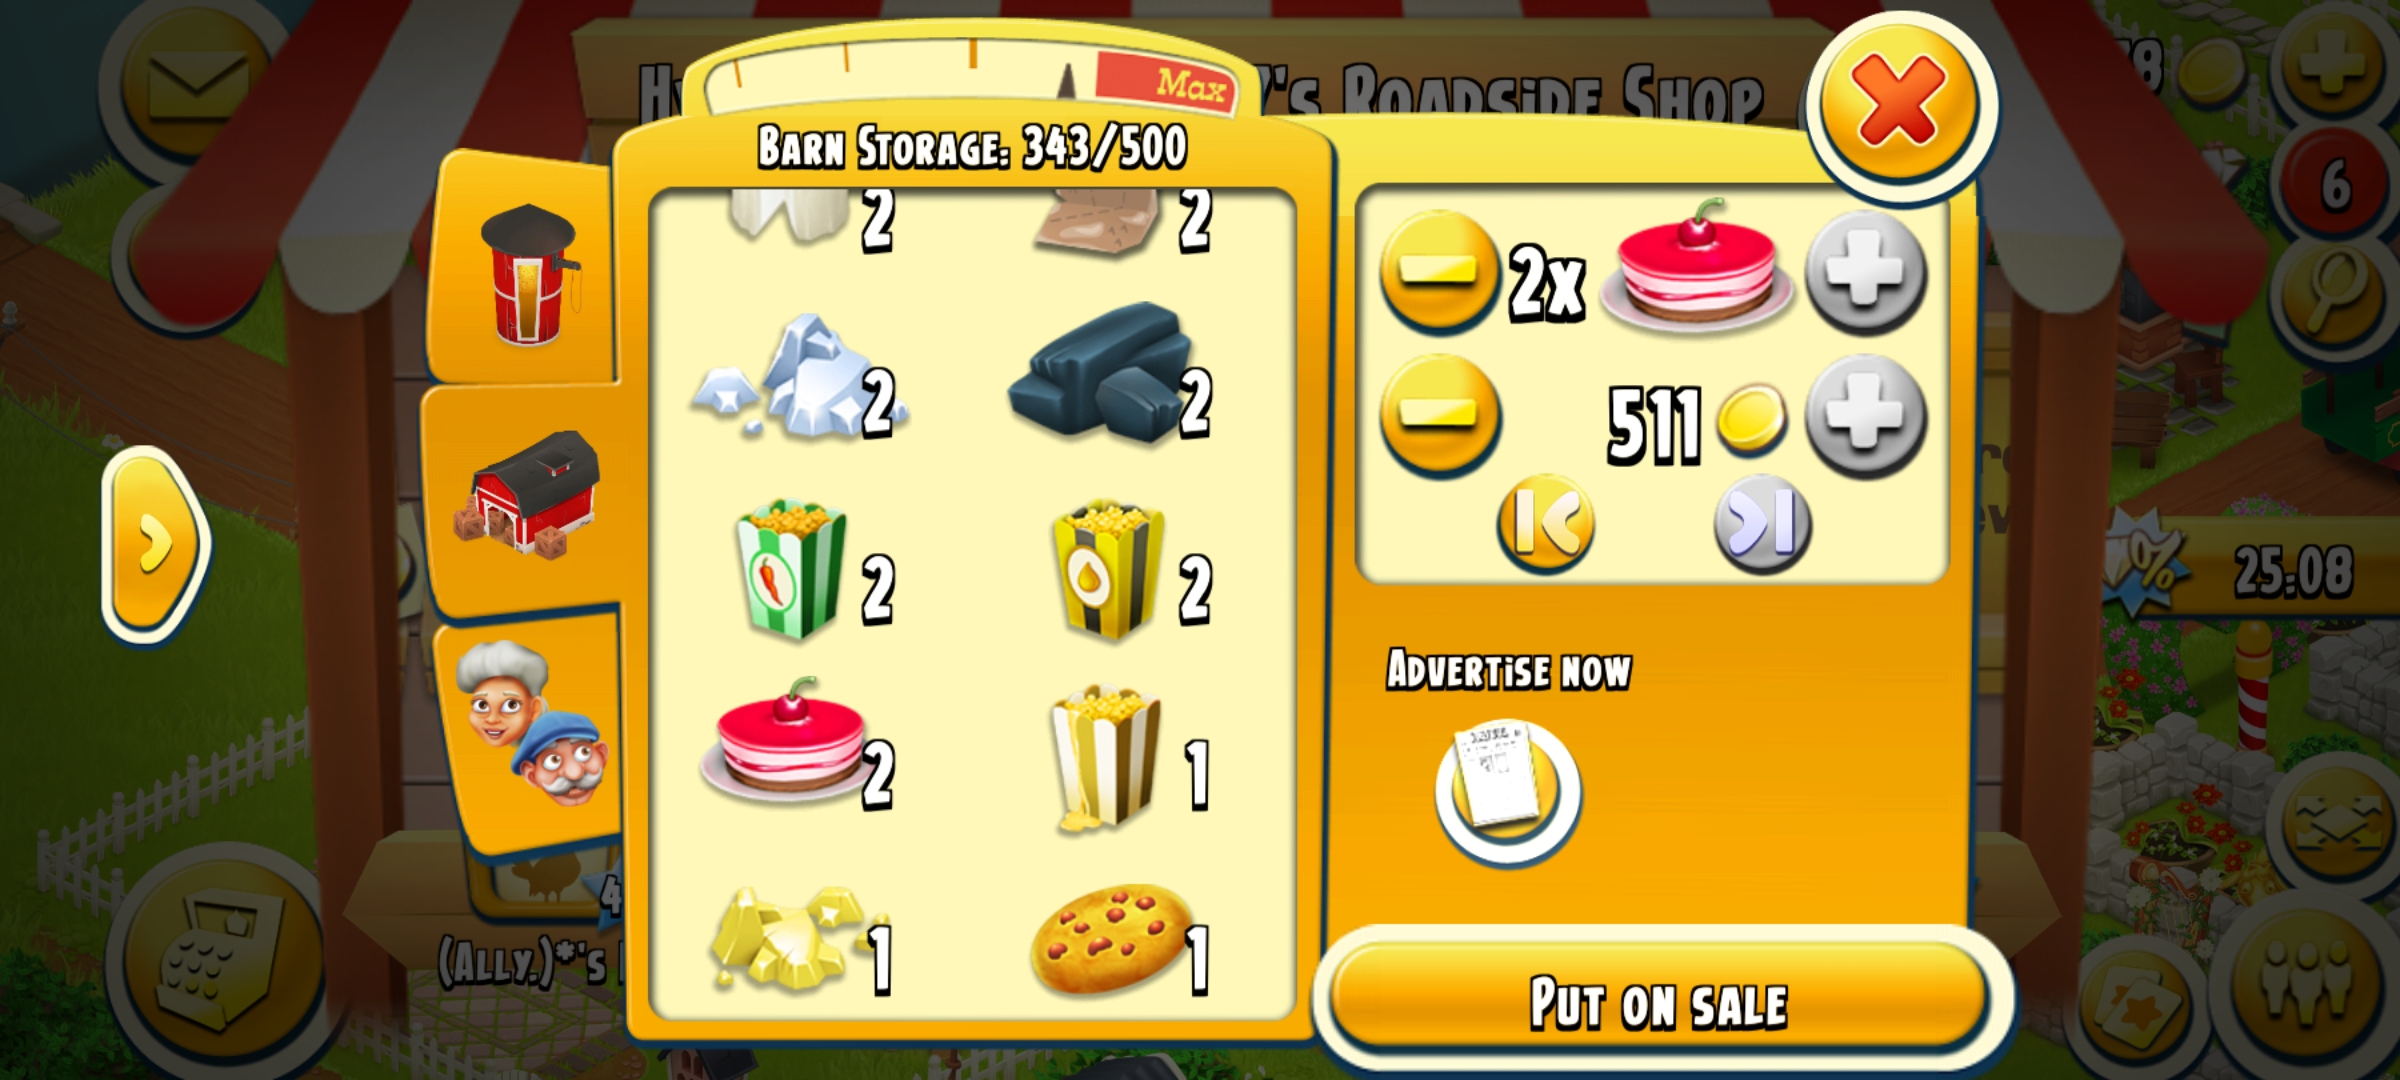 's Roadside Shop
Max
Barn Storage: 343/500
6
2
2
2
2
2
2
2
1
1
1
2x
511
%
25:08
Advertise now
(Ally.)*'s
Put on sale